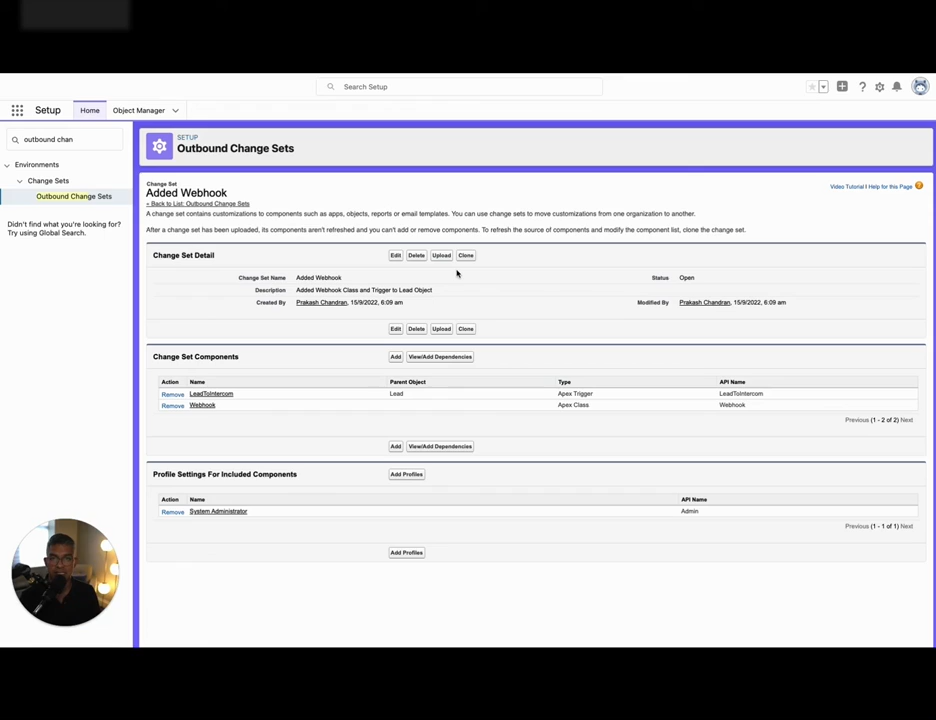 Search Setup
Setup
Home
Object Manager
outbound chan
Environments
Change Sets
Outbound Change Sets
Didn't find what you're looking for?
Try using Global Search.
SETUP
Outbound Change Sets
Change Set
Added Webhook
« Back to List: Outbound Change Sets
Video Tutorial | Help for this Page
A change set contains customizations to components such as apps, objects, reports or email templates. You can use change sets to move customizations from one organization to another.
After a change set has been uploaded, its components aren't refreshed and you can't add or remove components. To refresh the source of components and modify the component list, clone the change set.
Change Set Detail Edit Delete Upload Clone
Change Set Name Added Webhook Status Open
Description Added Webhook Class and Trigger to Lead Object
Created By Prakash Chandran, 15/9/2022, 6:09 am Modified By Prakash Chandran, 15/9/2022, 6:09 am
Edit Delete Upload Clone
Change Set Components Add View/Add Dependencies
Action Name Parent Object Type API Name
Remove LeadToIntercom Lead Apex Trigger LeadToIntercom
Remove Webhook Apex Class Webhook
Previous (1 - 2 of 2) Next
Add View/Add Dependencies
Profile Settings For Included Components Add Profiles
Action Name API Name
Remove System Administrator Admin
Previous (1 - 1 of 1) Next
Add Profiles